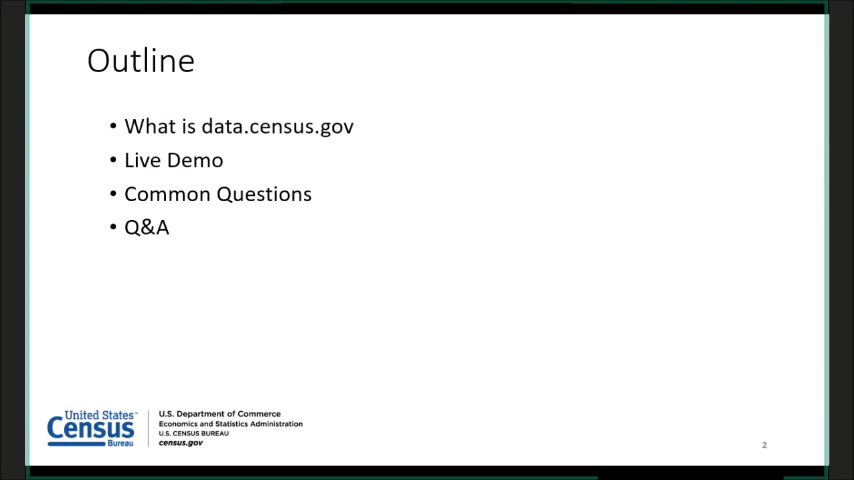 Outline
• What is data.census.gov
• Live Demo
• Common Questions
• Q&A
United States™
Census
Bureau
U.S. Department of Commerce
Economics and Statistics Administration
U.S. CENSUS BUREAU
census.gov
2